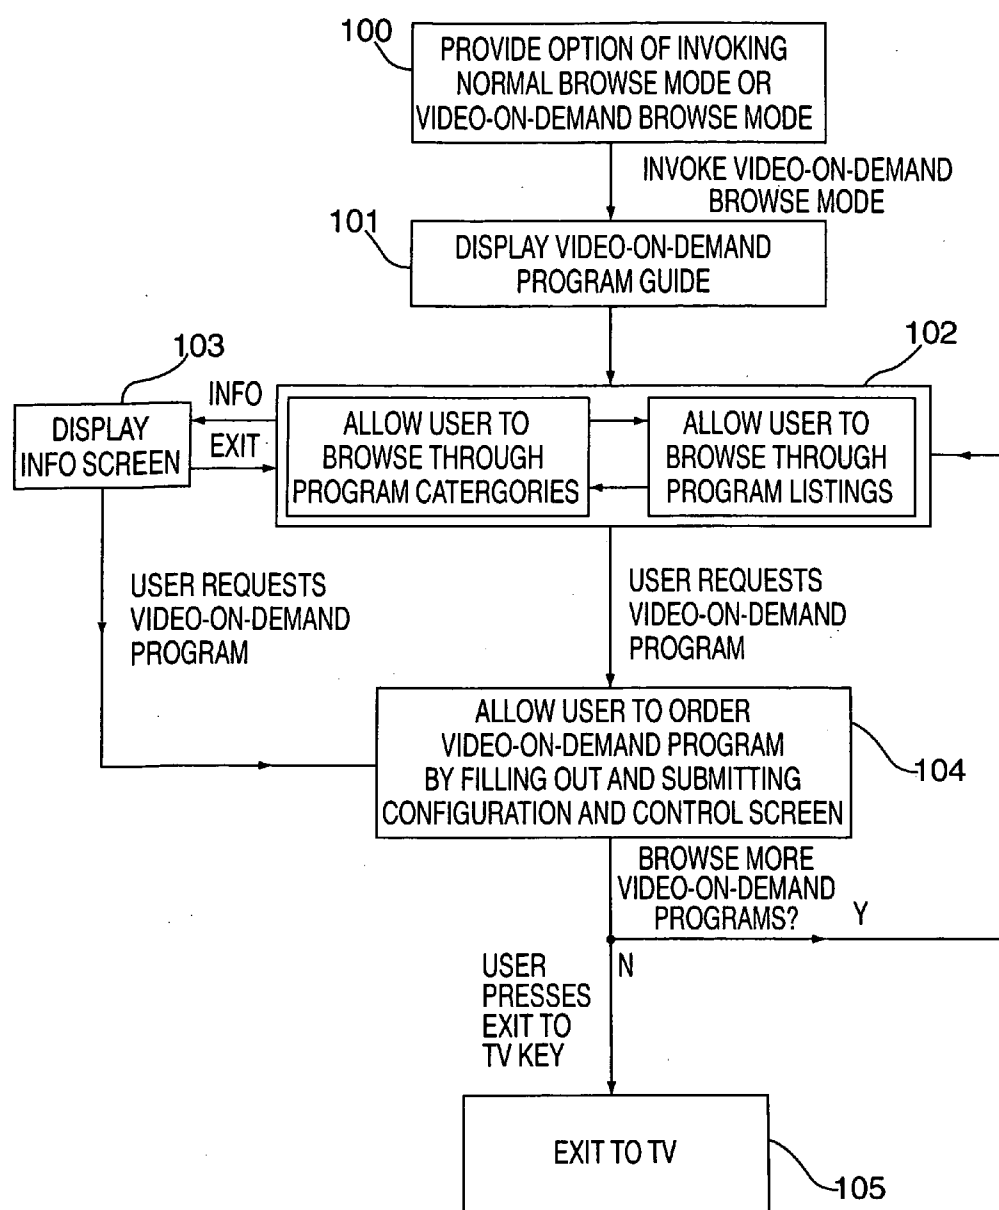 100
PROVIDE OPTION OF INVOKING
NORMAL BROWSE MODE OR
VIDEO-ON-DEMAND BROWSE MODE
INVOKE VIDEO-ON-DEMAND
BROWSE MODE
101
DISPLAY VIDEO-ON-DEMAND
PROGRAM GUIDE
102
103
INFO
DISPLAY
INFO SCREEN
EXIT
ALLOW USER TO
BROWSE THROUGH
PROGRAM CATERGORIES
ALLOW USER TO
BROWSE THROUGH
PROGRAM LISTINGS
USER REQUESTS
VIDEO-ON-DEMAND
PROGRAM
USER REQUESTS
VIDEO-ON-DEMAND
PROGRAM
ALLOW USER TO ORDER
VIDEO-ON-DEMAND PROGRAM
BY FILLING OUT AND SUBMITTING
CONFIGURATION AND CONTROL SCREEN
104
BROWSE MORE
VIDEO-ON-DEMAND
PROGRAMS?
Y
N
USER
PRESSES
EXIT TO
TV KEY
EXIT TO TV
105